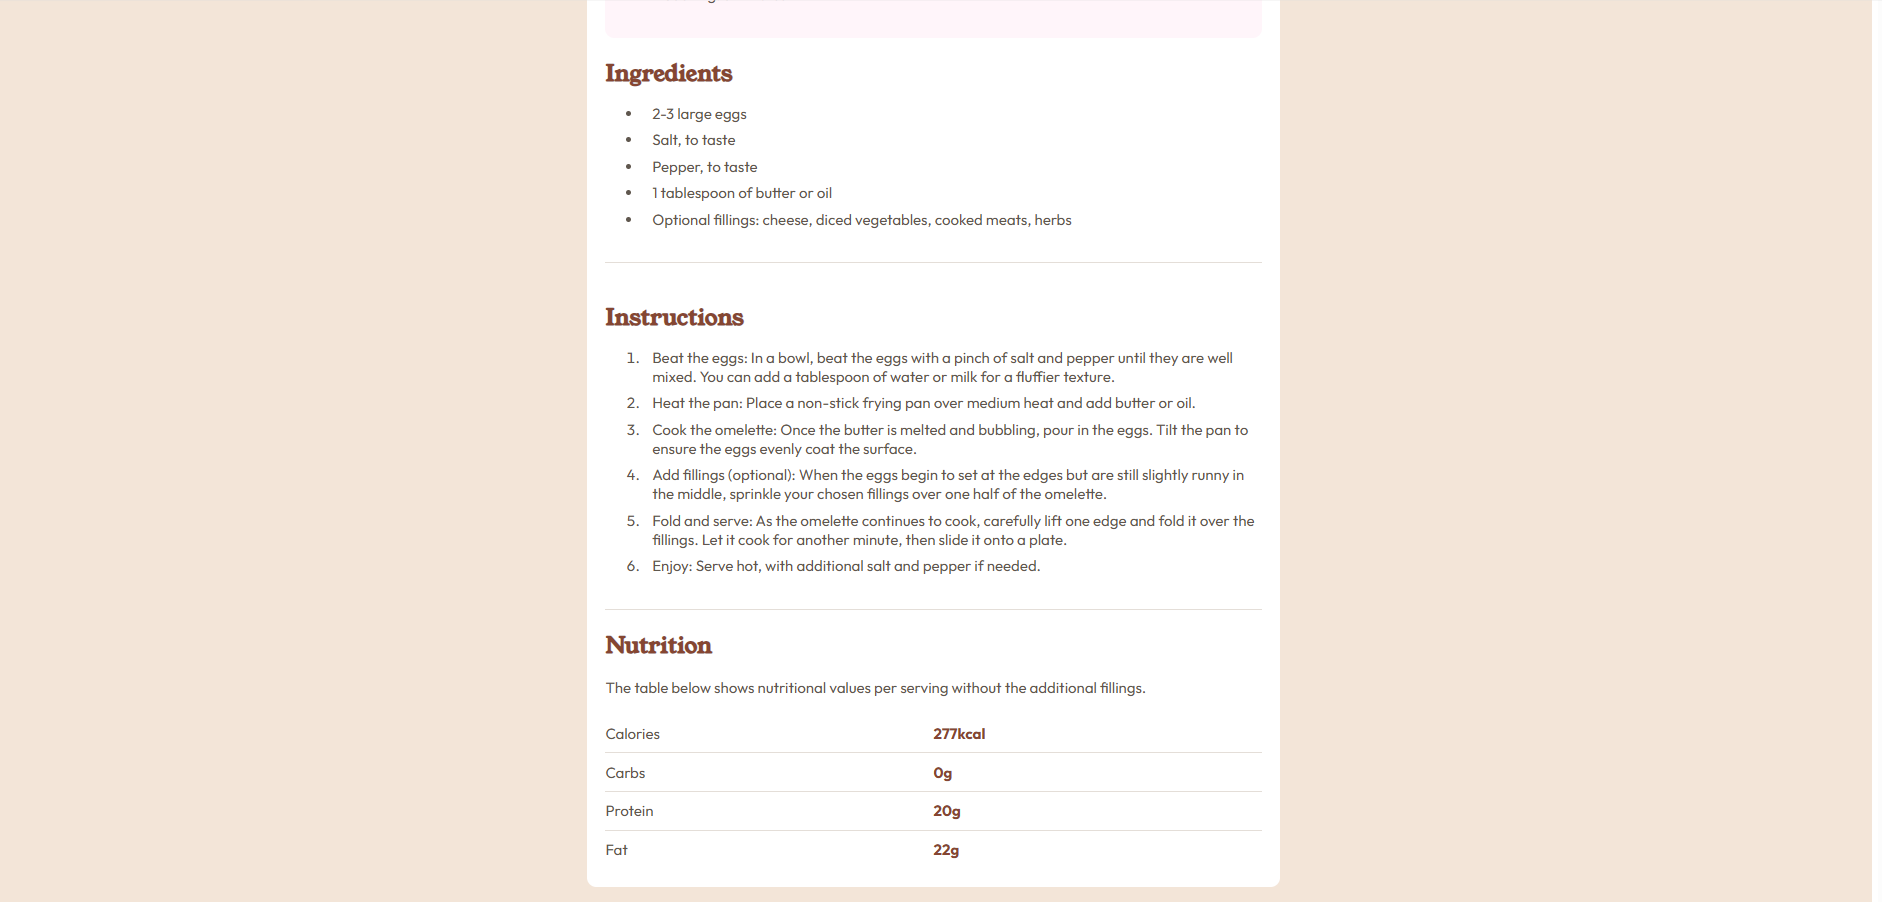 Ingredients
• 2-3 large eggs
• Salt, to taste
• Pepper, to taste
• 1 tablespoon of butter or oil
• Optional fillings: cheese, diced vegetables, cooked meats, herbs
Instructions
1. Beat the eggs: In a bowl, beat the eggs with a pinch of salt and pepper until they are well
mixed. You can add a tablespoon of water or milk for a fluffier texture.
2. Heat the pan: Place a non-stick frying pan over medium heat and add butter or oil.
3. Cook the omelette: Once the butter is melted and bubbling, pour in the eggs. Tilt the pan to
ensure the eggs evenly coat the surface.
4. Add fillings (optional): When the eggs begin to set at the edges but are still slightly runny in
the middle, sprinkle your chosen fillings over one half of the omelette.
5. Fold and serve: As the omelette continues to cook, carefully lift one edge and fold it over the
fillings. Let it cook for another minute, then slide it onto a plate.
6. Enjoy: Serve hot, with additional salt and pepper if needed.
Nutrition
The table below shows nutritional values per serving without the additional fillings.
Calories 277kcal
Carbs 0g
Protein 20g
Fat 22g